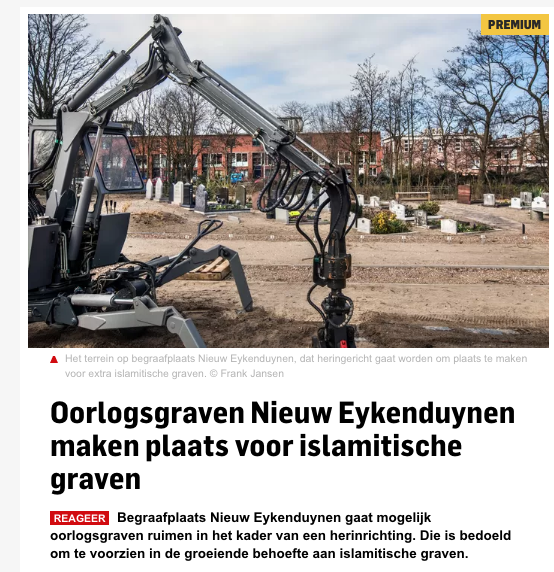 PREMIUM
Het terrein op begraafplaats Nieuw Eykenduynen, dat heringericht gaat worden om plaats te maken
voor extra islamitische graven. © Frank Jansen
Oorlogsgraven Nieuw Eykenduynen
maken plaats voor islamitische
graven
REAGEER Begraafplaats Nieuw Eykenduynen gaat mogelijk
oorlogsgraven ruimen in het kader van een herinrichting. Die is bedoeld
om te voorzien in de groeiende behoefte aan islamitische graven.